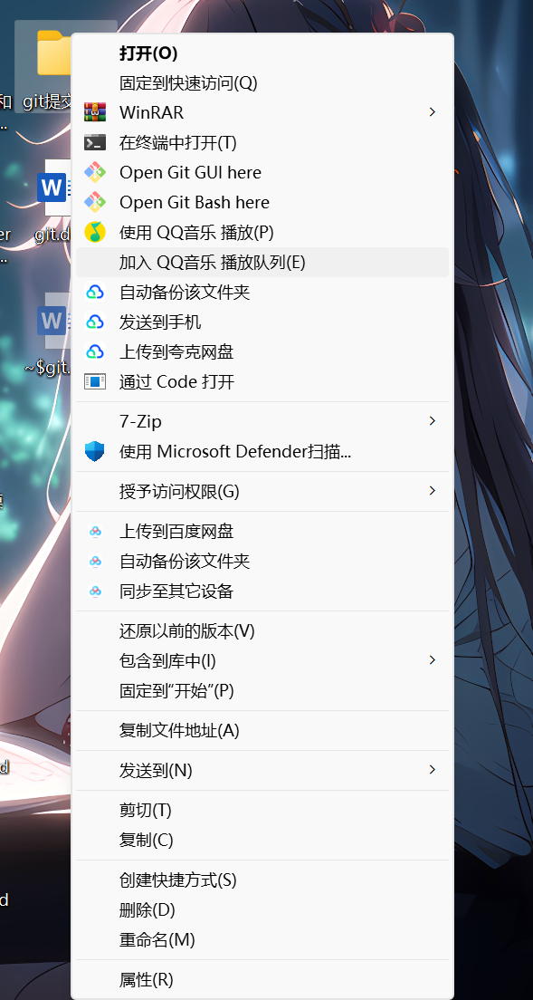 打开(O)
固定到快速访问(Q)
WinRAR
在终端中打开(T)
Open Git GUI here
Open Git Bash here
使用 QQ音乐 播放(P)
加入 QQ音乐 播放队列(E)
自动备份该文件夹
发送到手机
上传到夸克网盘
通过 Code 打开
7-Zip
使用 Microsoft Defender扫描...
授予访问权限(G)
上传到百度网盘
自动备份该文件夹
同步至其它设备
还原以前的版本(V)
包含到库中(I)
固定到“开始”(P)
复制文件地址(A)
发送到(N)
剪切(T)
复制(C)
创建快捷方式(S)
删除(D)
重命名(M)
属性(R)
和
...
git提交
er
...
git.d
~$git.
d
d